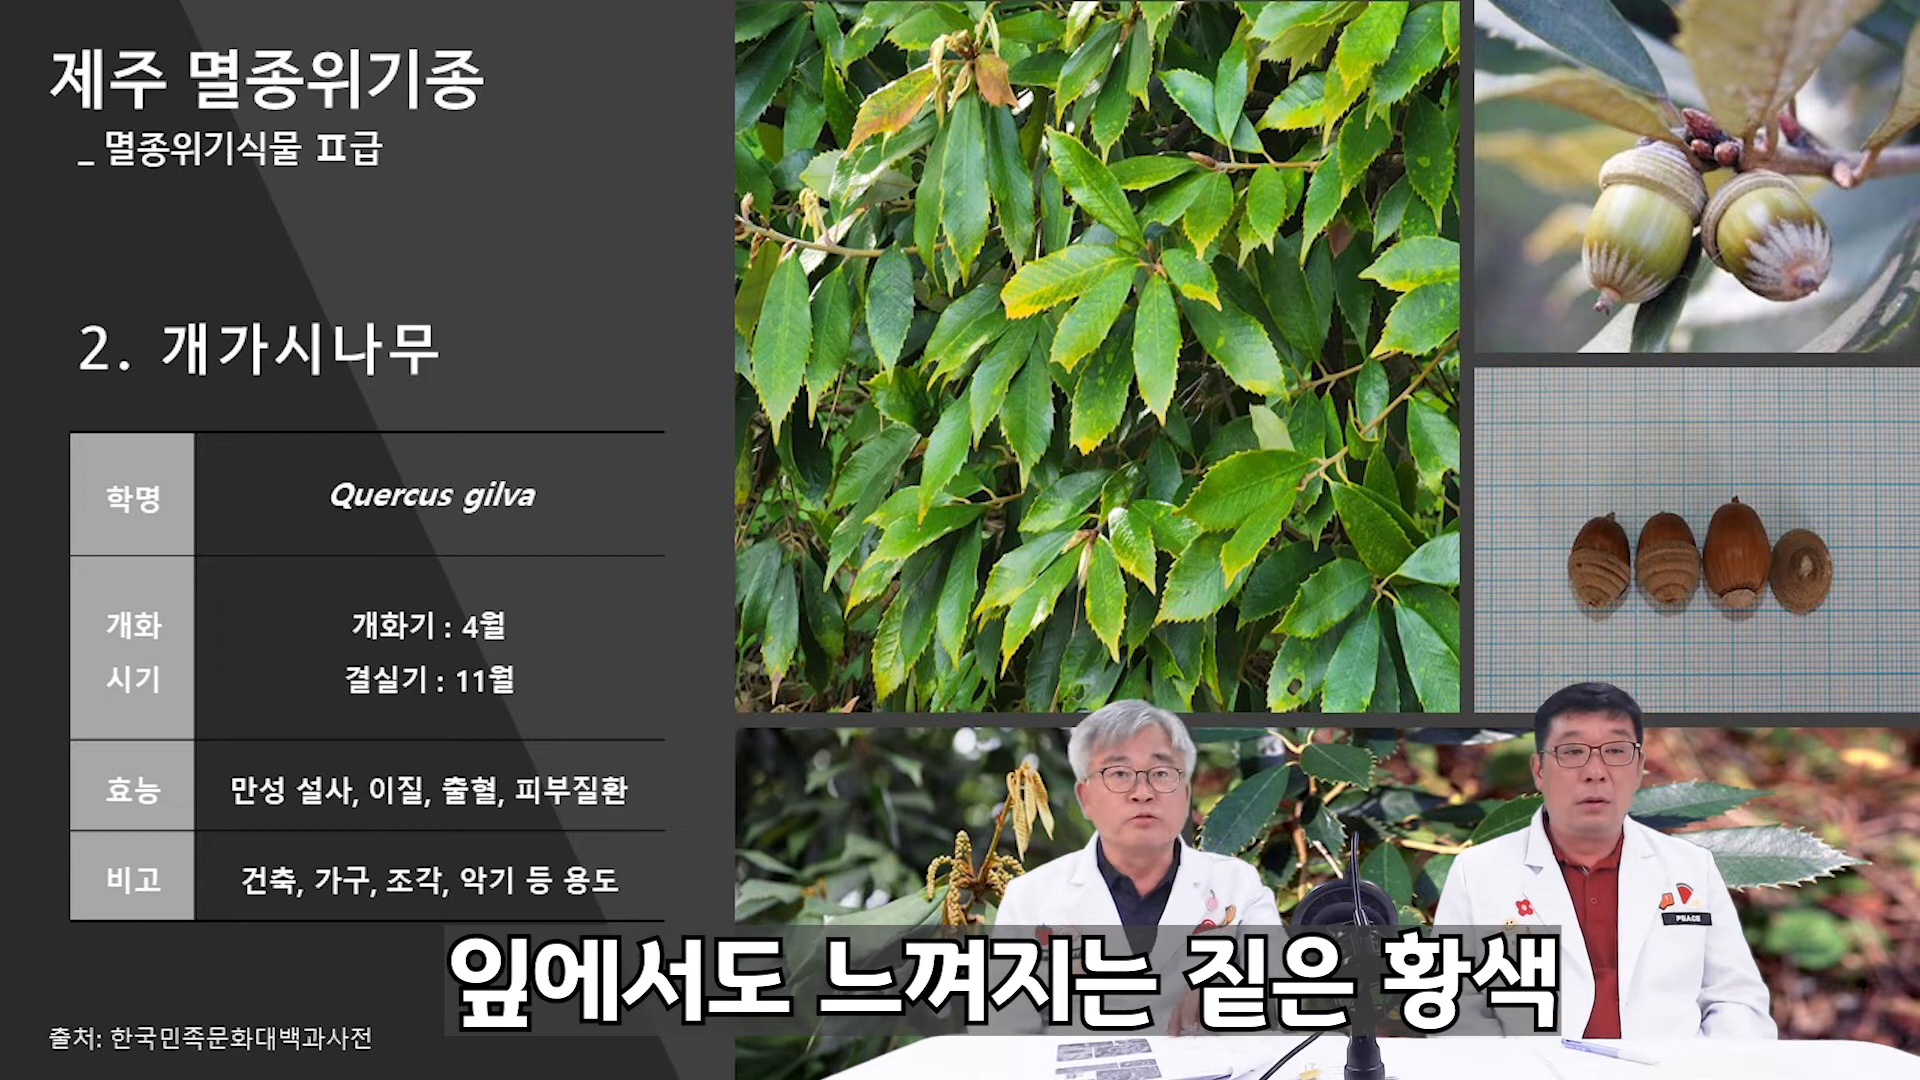 제주 멸종위기종
_ 멸종위기식물 Ⅱ급
2. 개가시나무
학명
Quercus gilva
개화
시기
개화기 : 4월
결실기 : 11월
효능
만성 설사, 이질, 출혈, 피부질환
비고
건축, 가구, 조각, 악기 등 용도
PEACE
잎에서도 느껴지는 짙은 황색
출처: 한국민족문화대백과사전